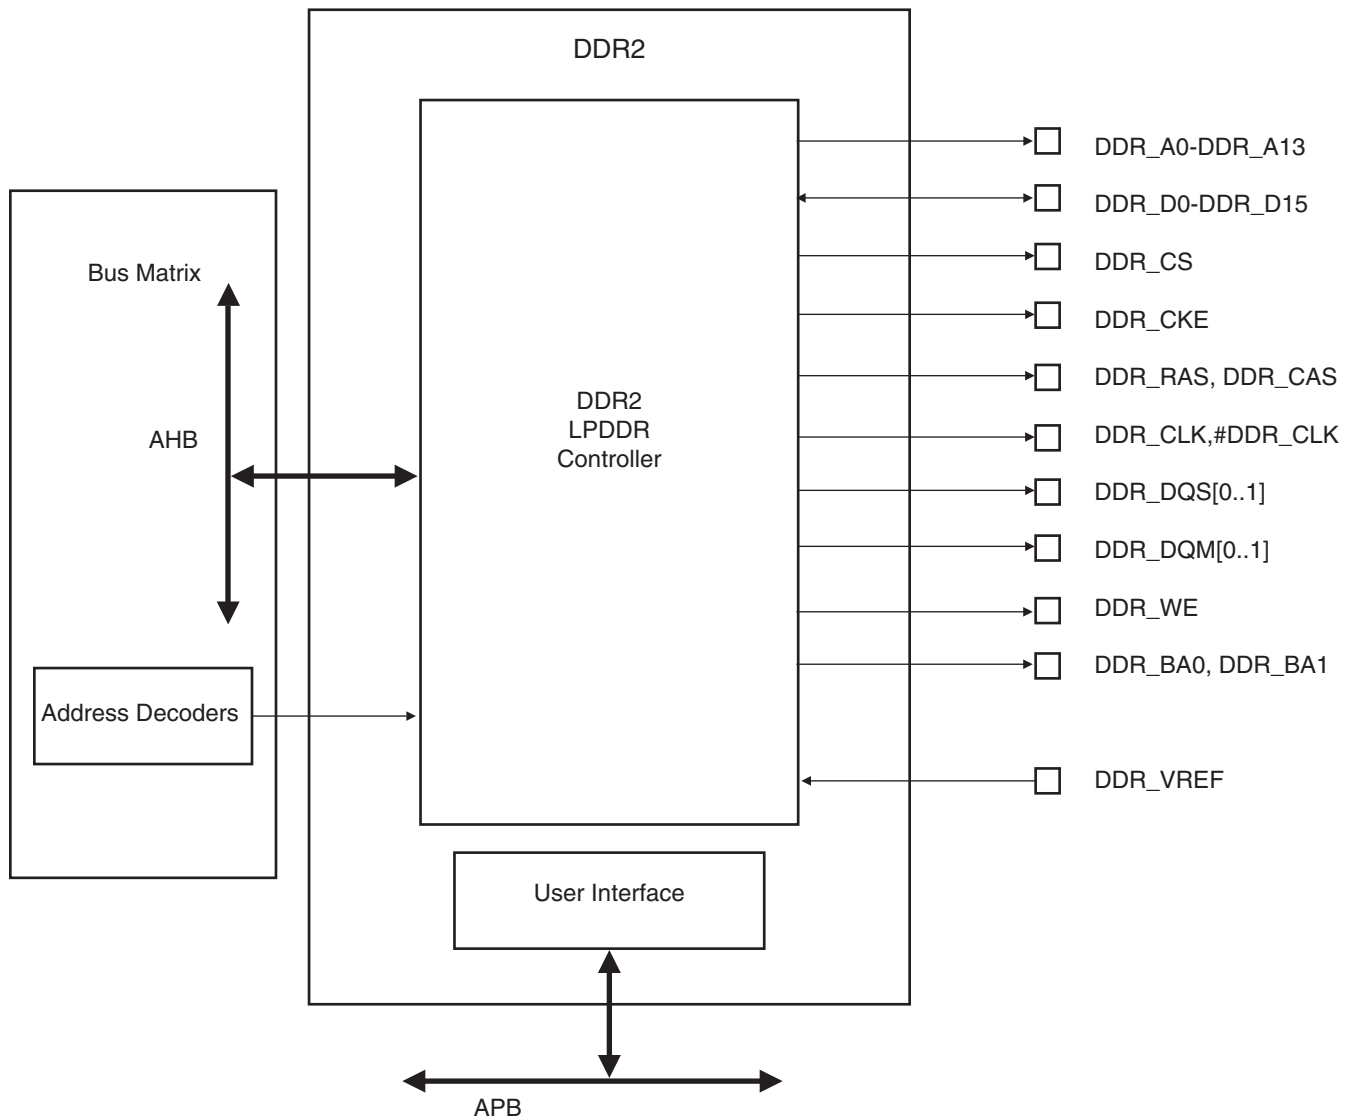 DDR2
DDR_A0-DDR_A13
DDR_D0-DDR_D15
Bus Matrix
DDR_CS
DDR_CKE
DDR_RAS, DDR_CAS
DDR2
LPDDR
Controller
AHB
DDR_CLK,#DDR_CLK
DDR_DQS[0..1]
DDR_DQM[0..1]
DDR_WE
DDR_BA0, DDR_BA1
Address Decoders
DDR_VREF
User Interface
APB